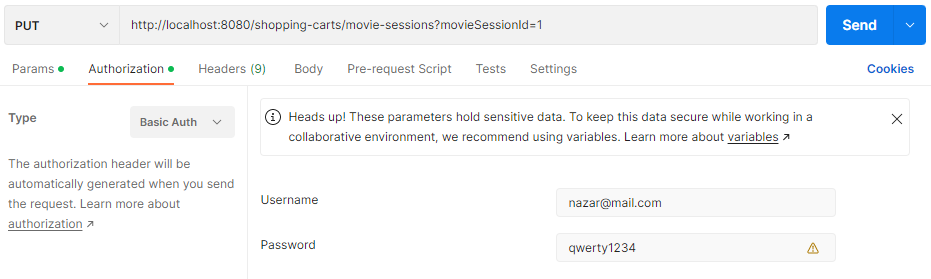 PUT http://localhost:8080/shopping-carts/movie-sessions?movieSessionId=1 Send
Params Authorization Headers (9) Body Pre-request Script Tests Settings Cookies
Type Basic Auth
The authorization header will be
automatically generated when you send
the request. Learn more about
authorization ↗
Heads up! These parameters hold sensitive data. To keep this data secure while working in a
collaborative environment, we recommend using variables. Learn more about variables ↗
Username nazar@mail.com
Password qwerty1234